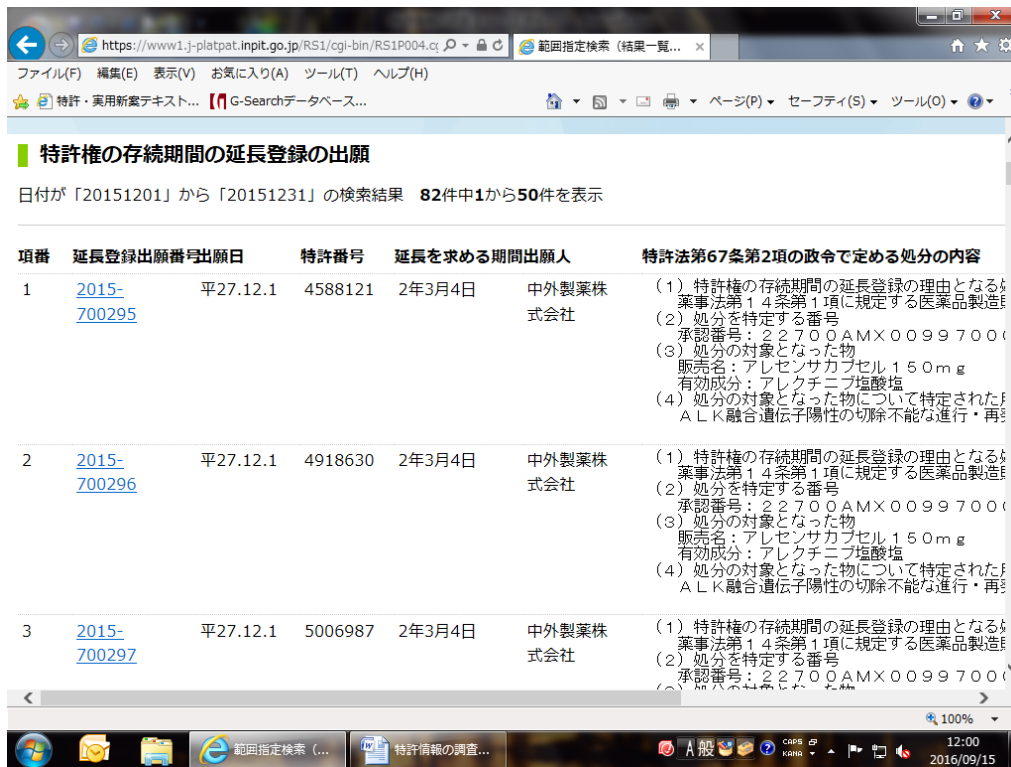 https://www1.j-platpat.inpit.go.jp/RS1/cgi-bin/RS1P004.cg
範囲指定検索（結果一覧...
ファイル(F) 編集(E) 表示(V) お気に入り(A) ツール(T) ヘルプ(H)
特許・実用新案テキスト... G-Searchデータベース...
ページ(P) セーフティ(S) ツール(O)
特許権の存続期間の延長登録の出願
日付が「20151201」から「20151231」の検索結果 82件中1から50件を表示
項番 延長登録出願番号 出願日 特許番号 延長を求める期間 出願人 特許法第67条第2項の政令で定める処分の内容
1 2015-700295 平27.12.1 4588121 2年3月4日 中外製薬株式会社
（１）特許権の存続期間の延長登録の理由となる
薬事法第１４条第１項に規定する医薬品製造
（２）処分を特定する番号
承認番号：２２７００ＡＭＸ００９９７００
（３）処分の対象となった物
販売名：アレセンサカプセル１５０ｍｇ
有効成分：アレクチニブ塩酸塩
（４）処分の対象となった物について特定された
ＡＬＫ融合遺伝子陽性の切除不能な進行・再
2 2015-700296 平27.12.1 4918630 2年3月4日 中外製薬株式会社
（１）特許権の存続期間の延長登録の理由となる
薬事法第１４条第１項に規定する医薬品製造
（２）処分を特定する番号
承認番号：２２７００ＡＭＸ００９９７００
（３）処分の対象となった物
販売名：アレセンサカプセル１５０ｍｇ
有効成分：アレクチニブ塩酸塩
（４）処分の対象となった物について特定された
ＡＬＫ融合遺伝子陽性の切除不能な進行・再
3 2015-700297 平27.12.1 5006987 2年3月4日 中外製薬株式会社
（１）特許権の存続期間の延長登録の理由となる
薬事法第１４条第１項に規定する医薬品製造
（２）処分を特定する番号
承認番号：２２７００ＡＭＸ００９９７００
100%
範囲指定検索（... 特許情報の調査... A 般 CAPS KANA 12:00
2016/09/15